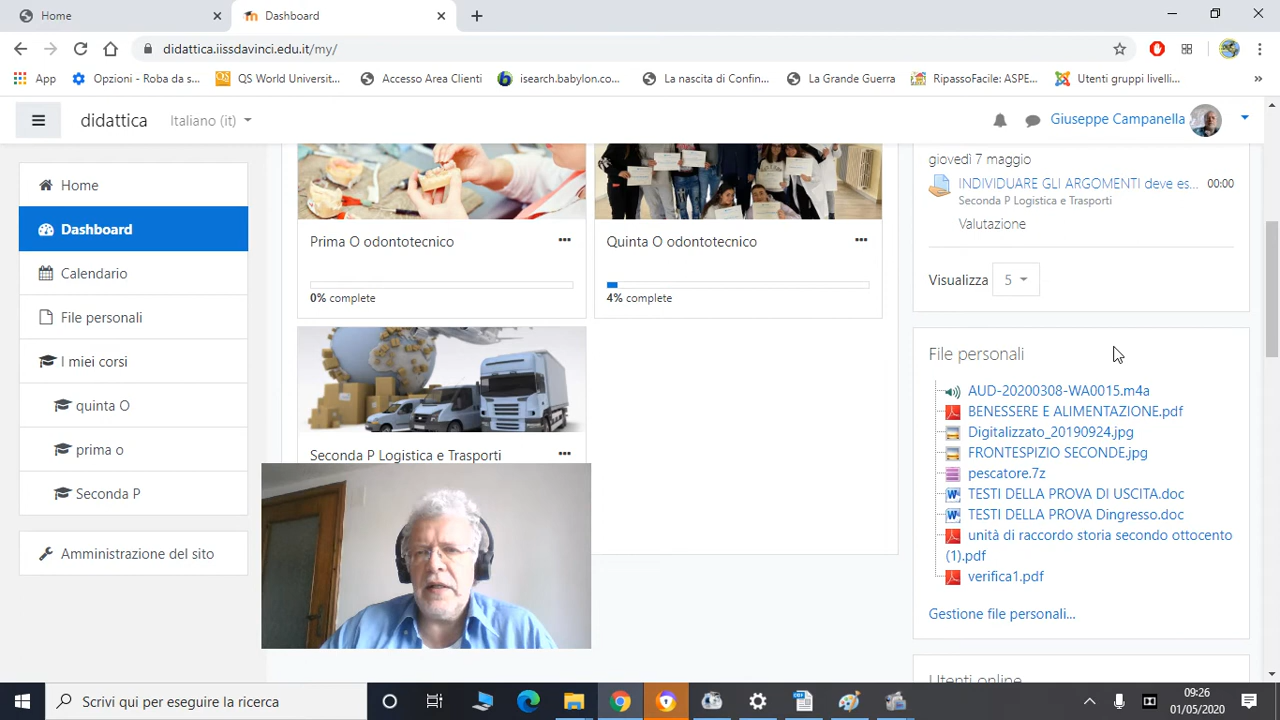 Home
Dashboard
didattica.iissdavinci.edu.it/my/
App
Opzioni - Roba da s...
QS World Universit...
Accesso Area Clienti
isearch.babylon.co...
La nascita di Confin...
La Grande Guerra
RipassoFacile: ASPE...
Utenti gruppi livelli...
»
didattica
Italiano (it)
Giuseppe Campanella
Home
Dashboard
Calendario
File personali
I miei corsi
quinta O
prima o
Seconda P
Amministrazione del sito
Prima O odontotecnico
0% complete
Quinta O odontotecnico
4% complete
Seconda P Logistica e Trasporti
giovedì 7 maggio
INDIVIDUARE GLI ARGOMENTI deve es... 00:00
Seconda P Logistica e Trasporti
Valutazione
Visualizza 5
File personali
AUD-20200308-WA0015.m4a
BENESSERE E ALIMENTAZIONE.pdf
Digitalizzato_20190924.jpg
FRONTESPIZIO SECONDE.jpg
pescatore.7z
TESTI DELLA PROVA DI USCITA.doc
TESTI DELLA PROVA Dingresso.doc
unità di raccordo storia secondo ottocento
(1).pdf
verifica1.pdf
Gestione file personali...
Utenti online
Scrivi qui per eseguire la ricerca
09:26
01/05/2020